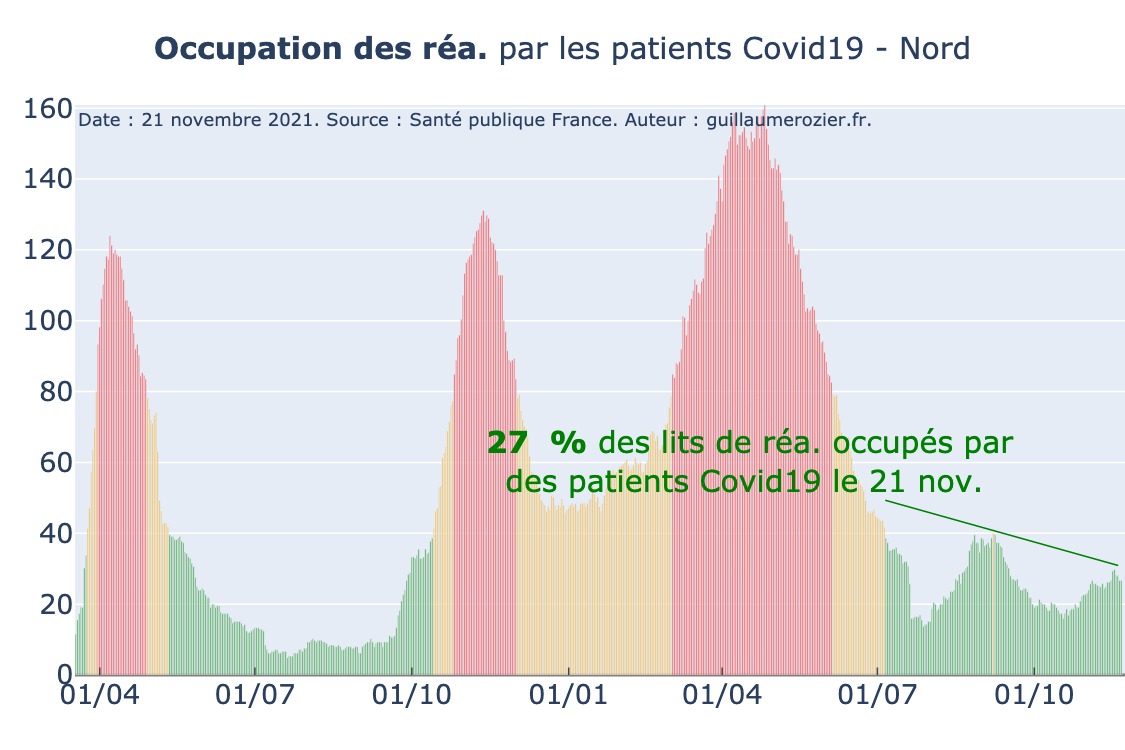 Occupation des réa. par les patients Covid19 - Nord
160
Date : 21 novembre 2021. Source : Santé publique France. Auteur : guillaumerozier.fr.
140
120
100
80
60
40
20
0
27 % des lits de réa. occupés par
des patients Covid19 le 21 nov.
01/04 01/07 01/10 01/01 01/04 01/07 01/10